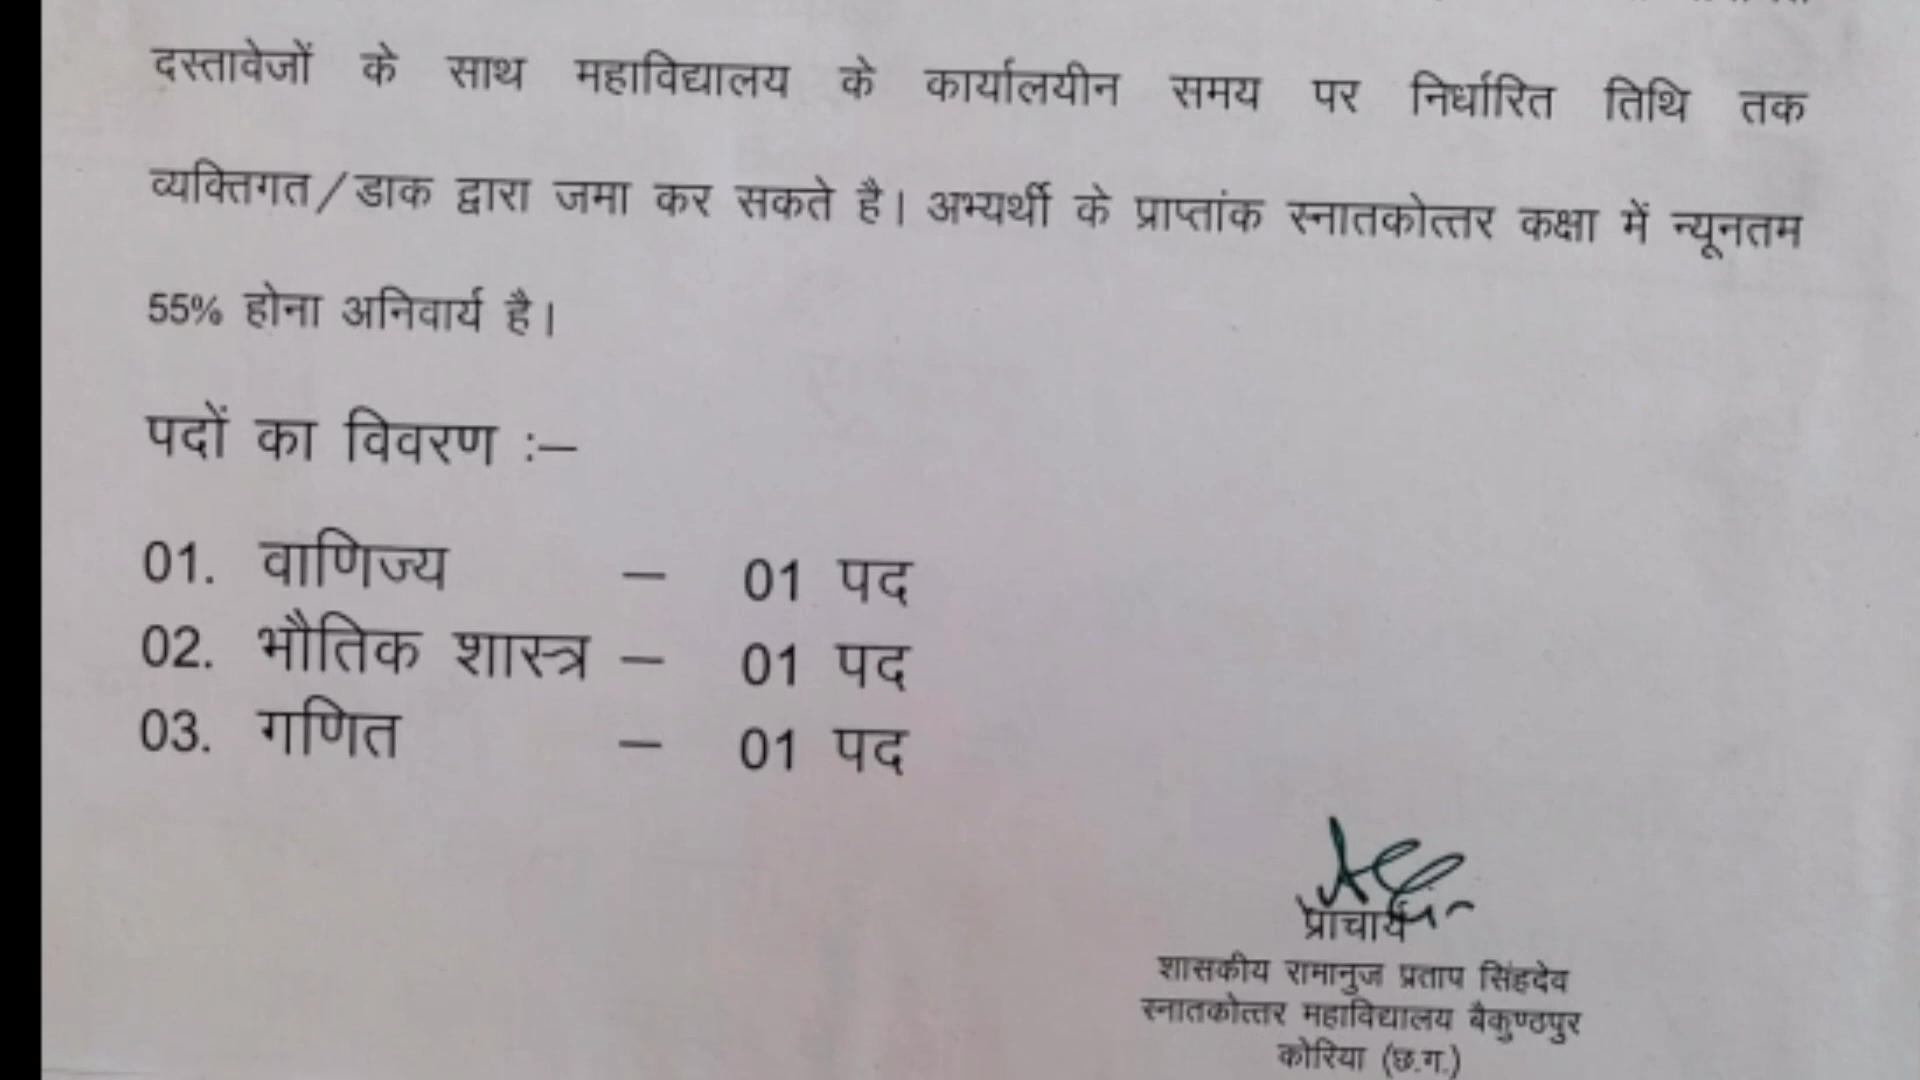 दस्तावेजों के साथ महाविद्यालय के कार्यालयीन समय पर निर्धारित तिथि तक
व्यक्तिगत/डाक द्वारा जमा कर सकते है। अभ्यर्थी के प्राप्तांक स्नातकोत्तर कक्षा में न्यूनतम
55% होना अनिवार्य है।
पदों का विवरण :–
01. वाणिज्य – 01 पद
02. भौतिक शास्त्र – 01 पद
03. गणित – 01 पद
प्राचार्य
शासकीय रामानुज प्रताप सिंहदेव
स्नातकोत्तर महाविद्यालय बैकुण्ठपुर
कोरिया (छ.ग.)